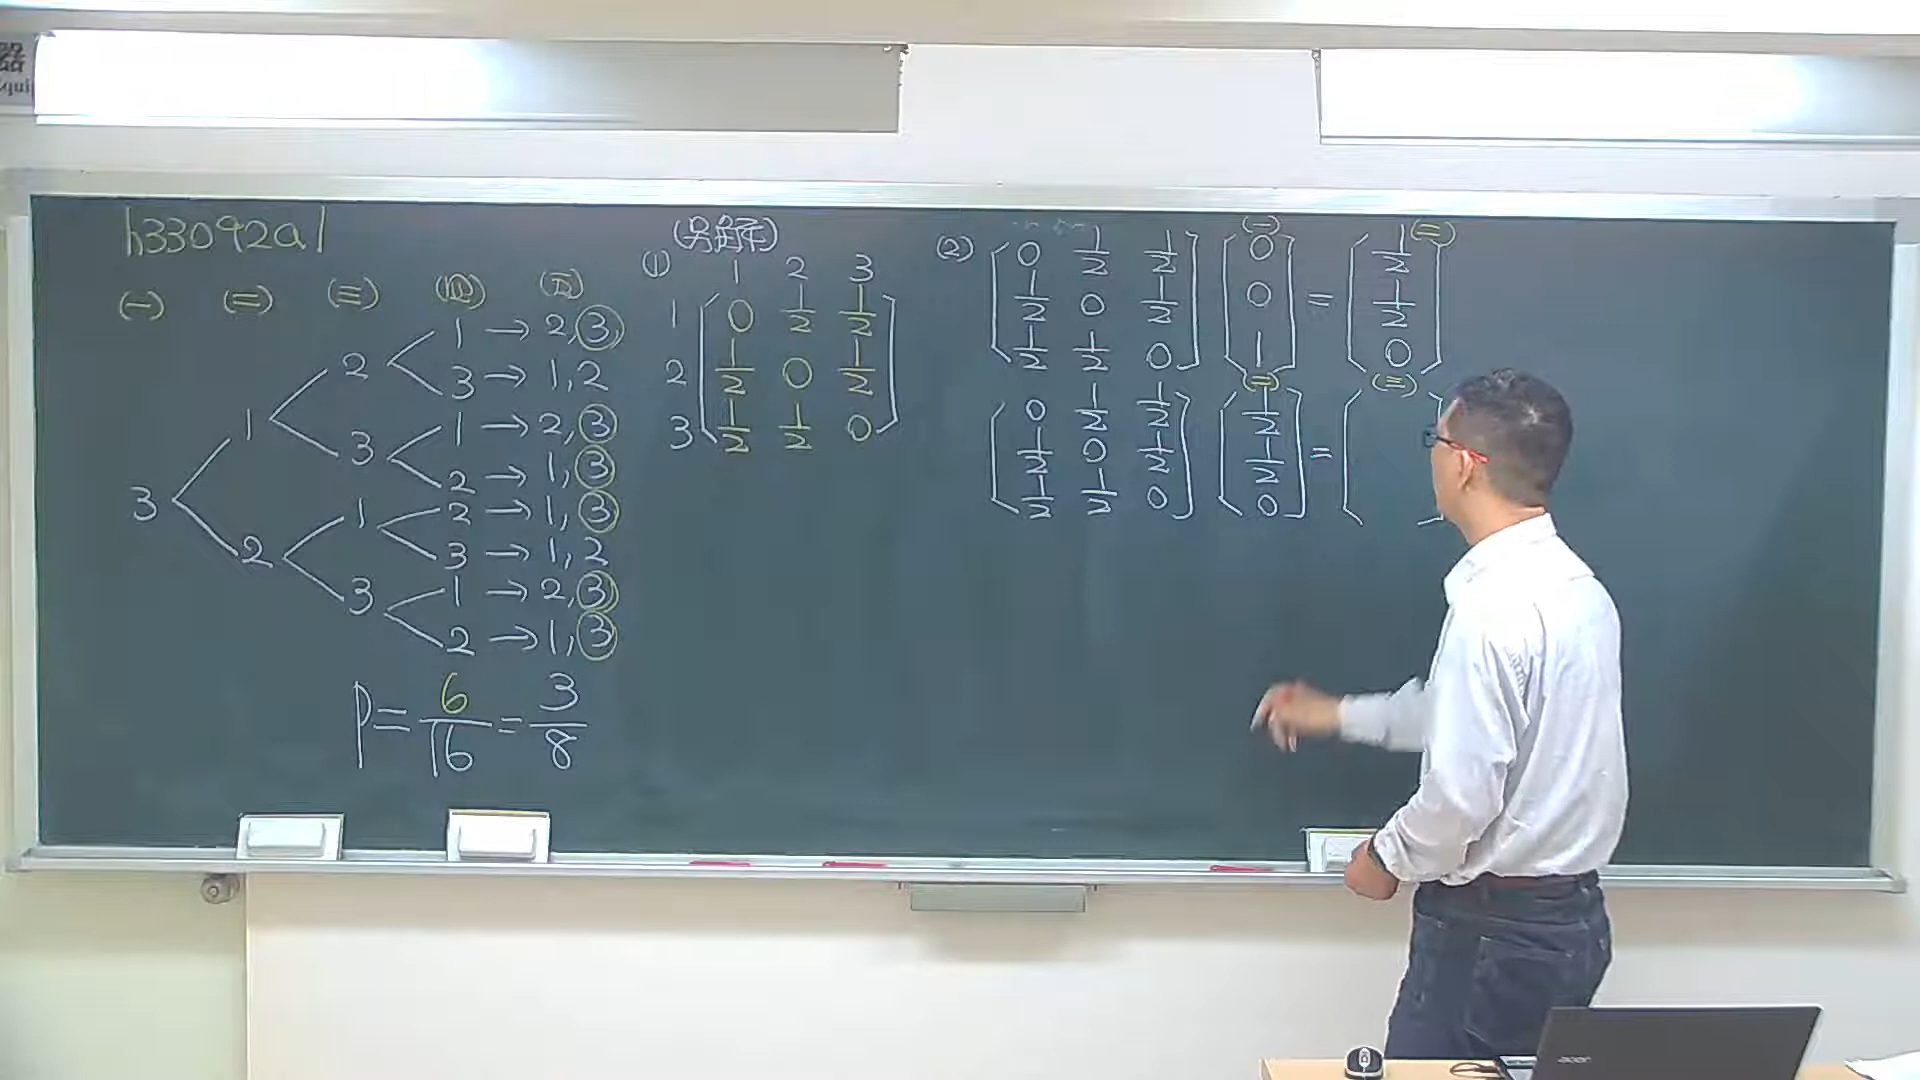 h33092a1
(一) (二) (三) (四) (五)
3
1
2
2
3
1
3
1 → 2,③
3 → 1,2
1 → 2,③
2 → 1,③
2 → 1,③
3 → 1,2
1 → 2,③
2 → 1,③
P = 6/16 = 3/8
(另解)
(1)
1 2 3
1 [0 1/2 1/2]
2 [1/2 0 1/2]
3 [1/2 1/2 0]
(2) (一) (二)
[0 1/2 1/2] [0] [1/2]
[1/2 0 1/2] [0] = [1/2]
[1/2 1/2 0] [1] [0]
(二) (三)
[0 1/2 1/2] [1/2] [
[1/2 0 1/2] [1/2] = [
[1/2 1/2 0] [0] [
acer